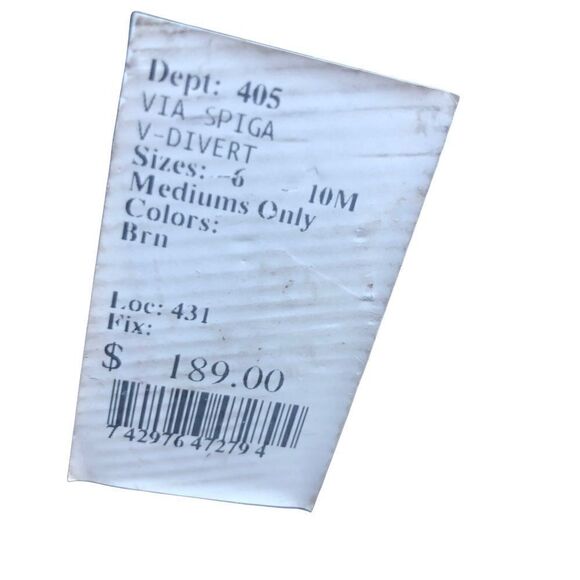 Dept: 405
VIA SPIGA
V-DIVERT
Sizes: -6 10M
Mediums Only
Colors:
Brn
Loc: 431
Fix:
$ 189.00
7 42976 47279 4